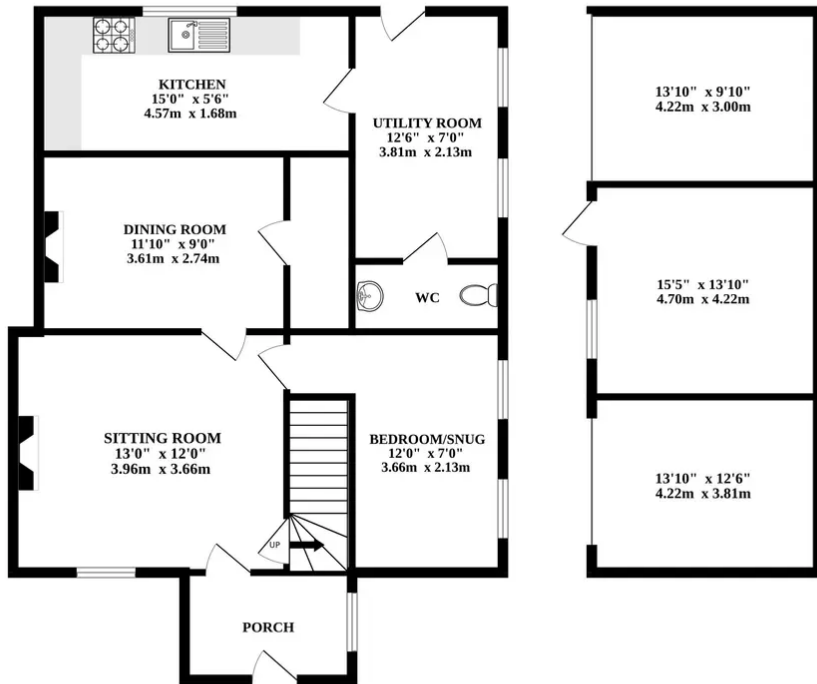 KITCHEN
15'0" x 5'6"
4.57m x 1.68m
UTILITY ROOM
12'6" x 7'0"
3.81m x 2.13m
DINING ROOM
11'10" x 9'0"
3.61m x 2.74m
WC
SITTING ROOM
13'0" x 12'0"
3.96m x 3.66m
BEDROOM/SNUG
12'0" x 7'0"
3.66m x 2.13m
UP
PORCH
13'10" x 9'10"
4.22m x 3.00m
15'5" x 13'10"
4.70m x 4.22m
13'10" x 12'6"
4.22m x 3.81m